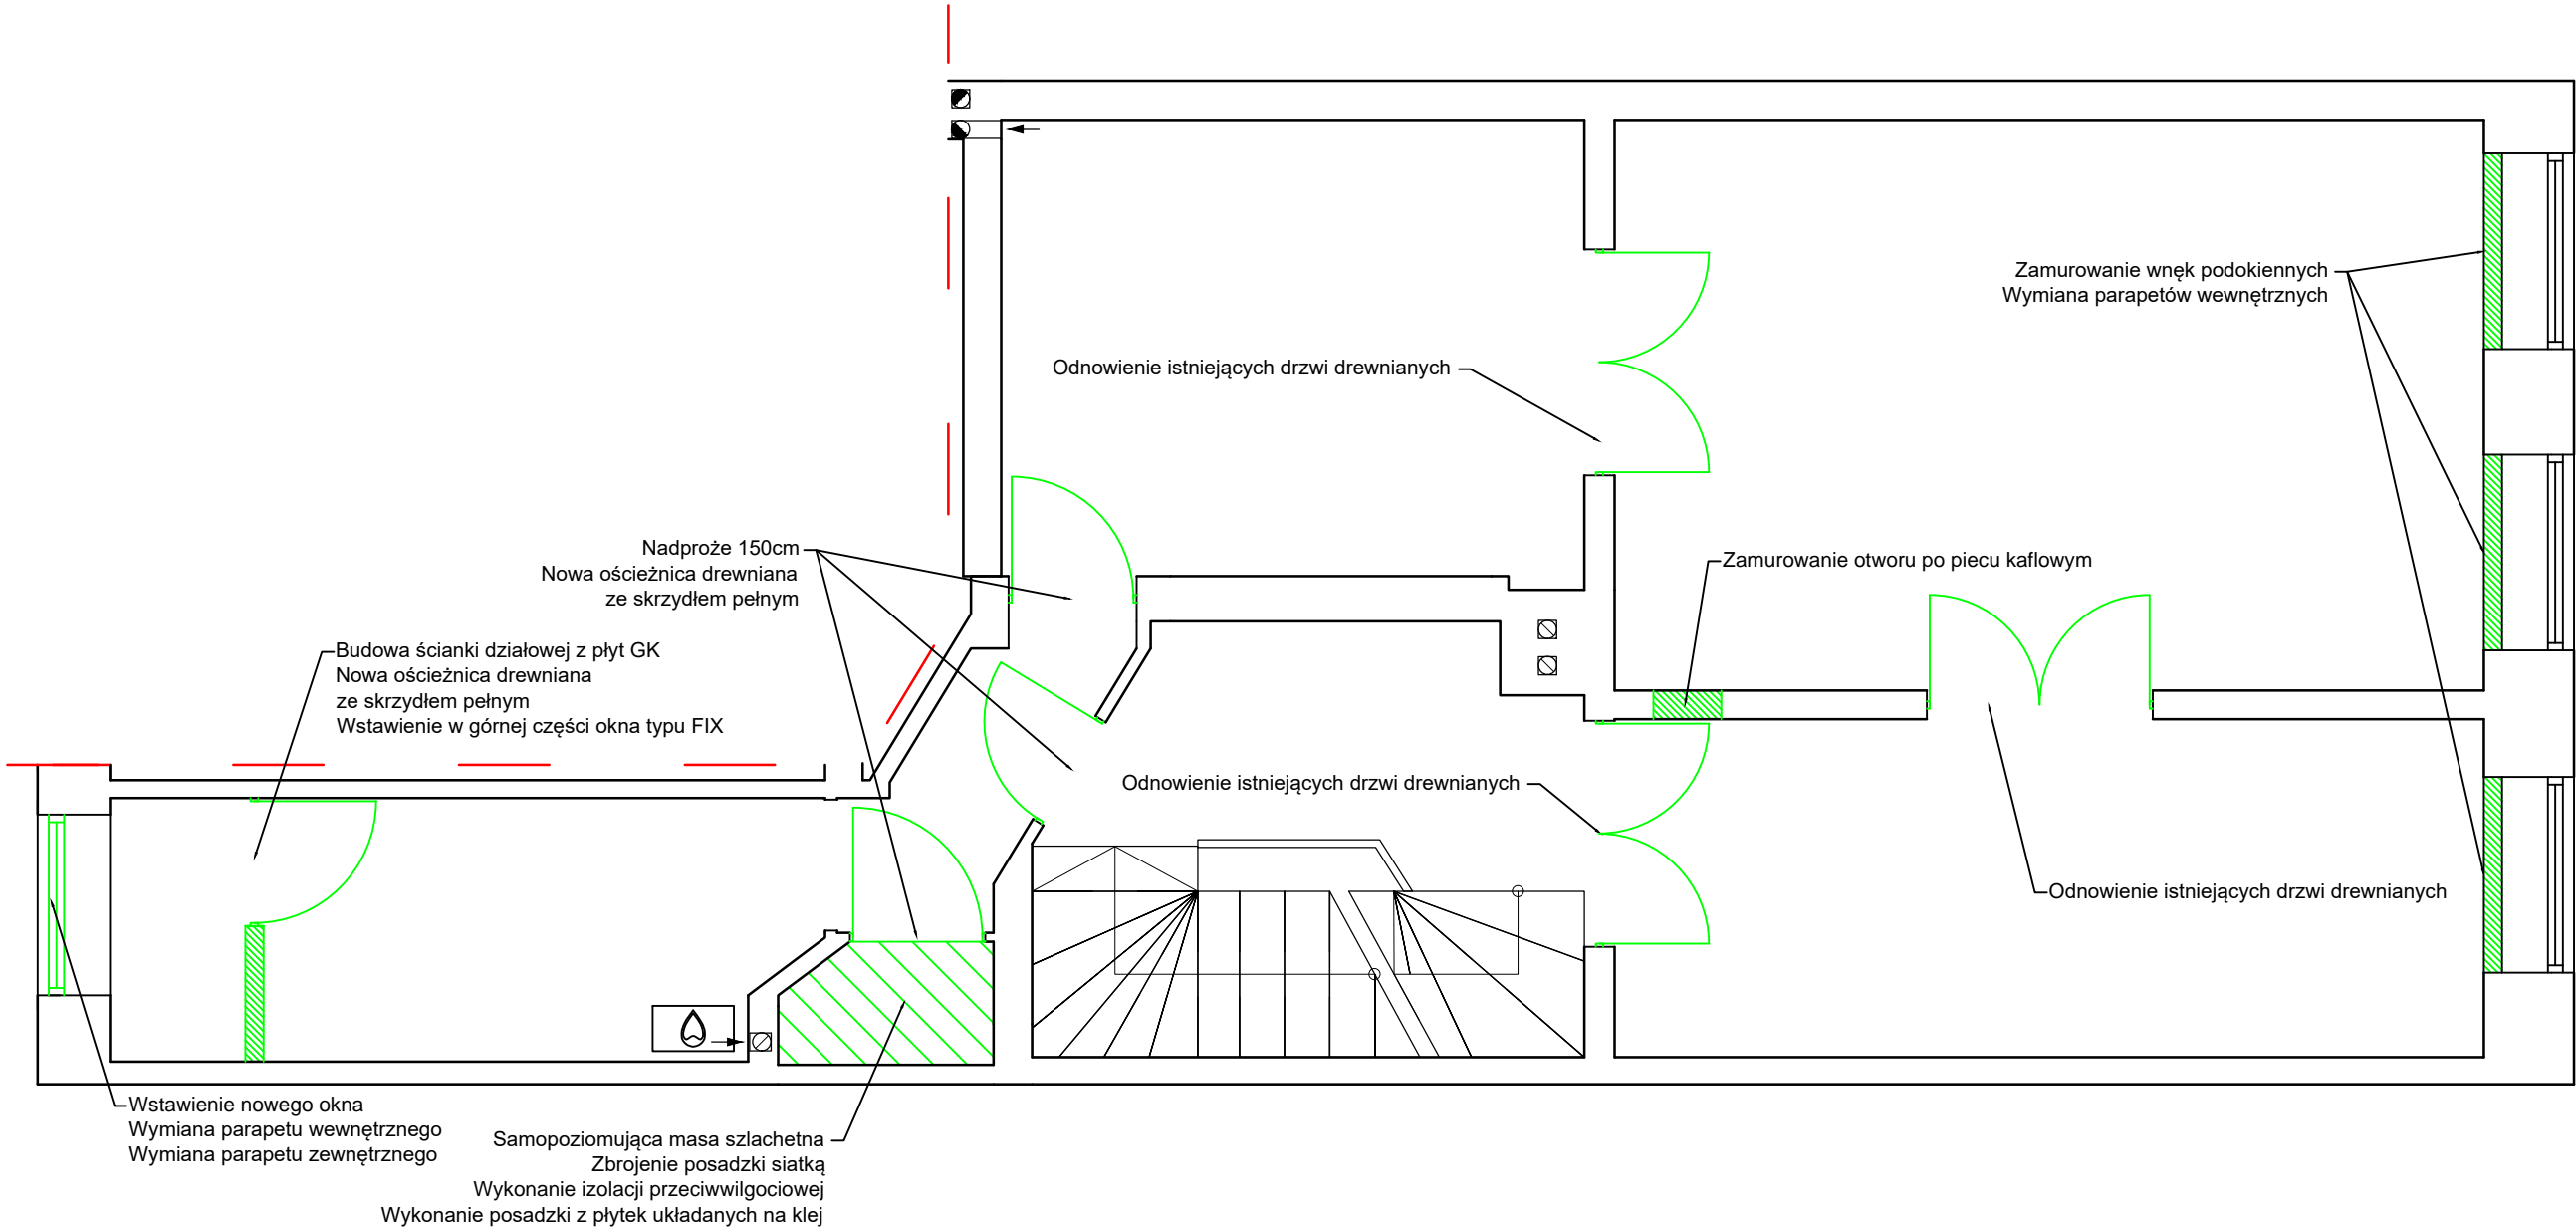 Zamurowanie wnęk podokiennych
Wymiana parapetów wewnętrznych
Odnowienie istniejących drzwi drewnianych
Nadproże 150cm
Nowa ościeżnica drewniana
ze skrzydłem pełnym
Zamurowanie otworu po piecu kaflowym
Budowa ścianki działowej z płyt GK
Nowa ościeżnica drewniana
ze skrzydłem pełnym
Wstawienie w górnej części okna typu FIX
Odnowienie istniejących drzwi drewnianych
Odnowienie istniejących drzwi drewnianych
Wstawienie nowego okna
Wymiana parapetu wewnętrznego
Wymiana parapetu zewnętrznego
Samopoziomująca masa szlachetna
Zbrojenie posadzki siatką
Wykonanie izolacji przeciwwilgociowej
Wykonanie posadzki z płytek układanych na klej